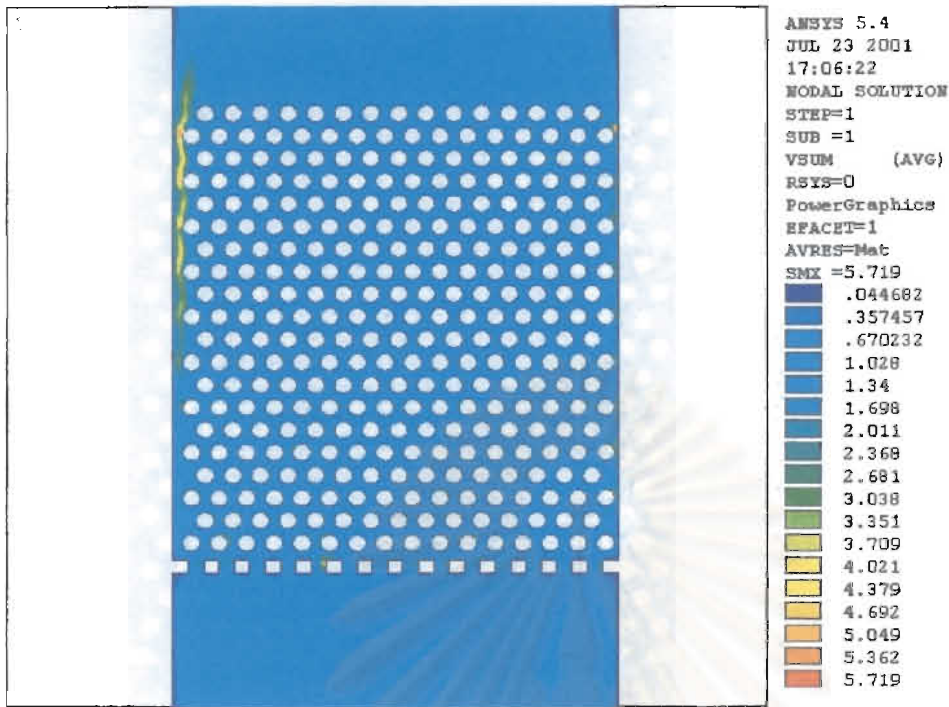 ANSYS 5.4
JUL 23 2001
17:06:22
NODAL SOLUTION
STEP=1
SUB =1
VSUM (AVG)
RSYS=0
PowerGraphics
EFACET=1
AVRES=Mat
SMX =5.719
.044682
.357457
.670232
1.028
1.34
1.698
2.011
2.368
2.681
3.038
3.351
3.709
4.021
4.379
4.692
5.049
5.362
5.719